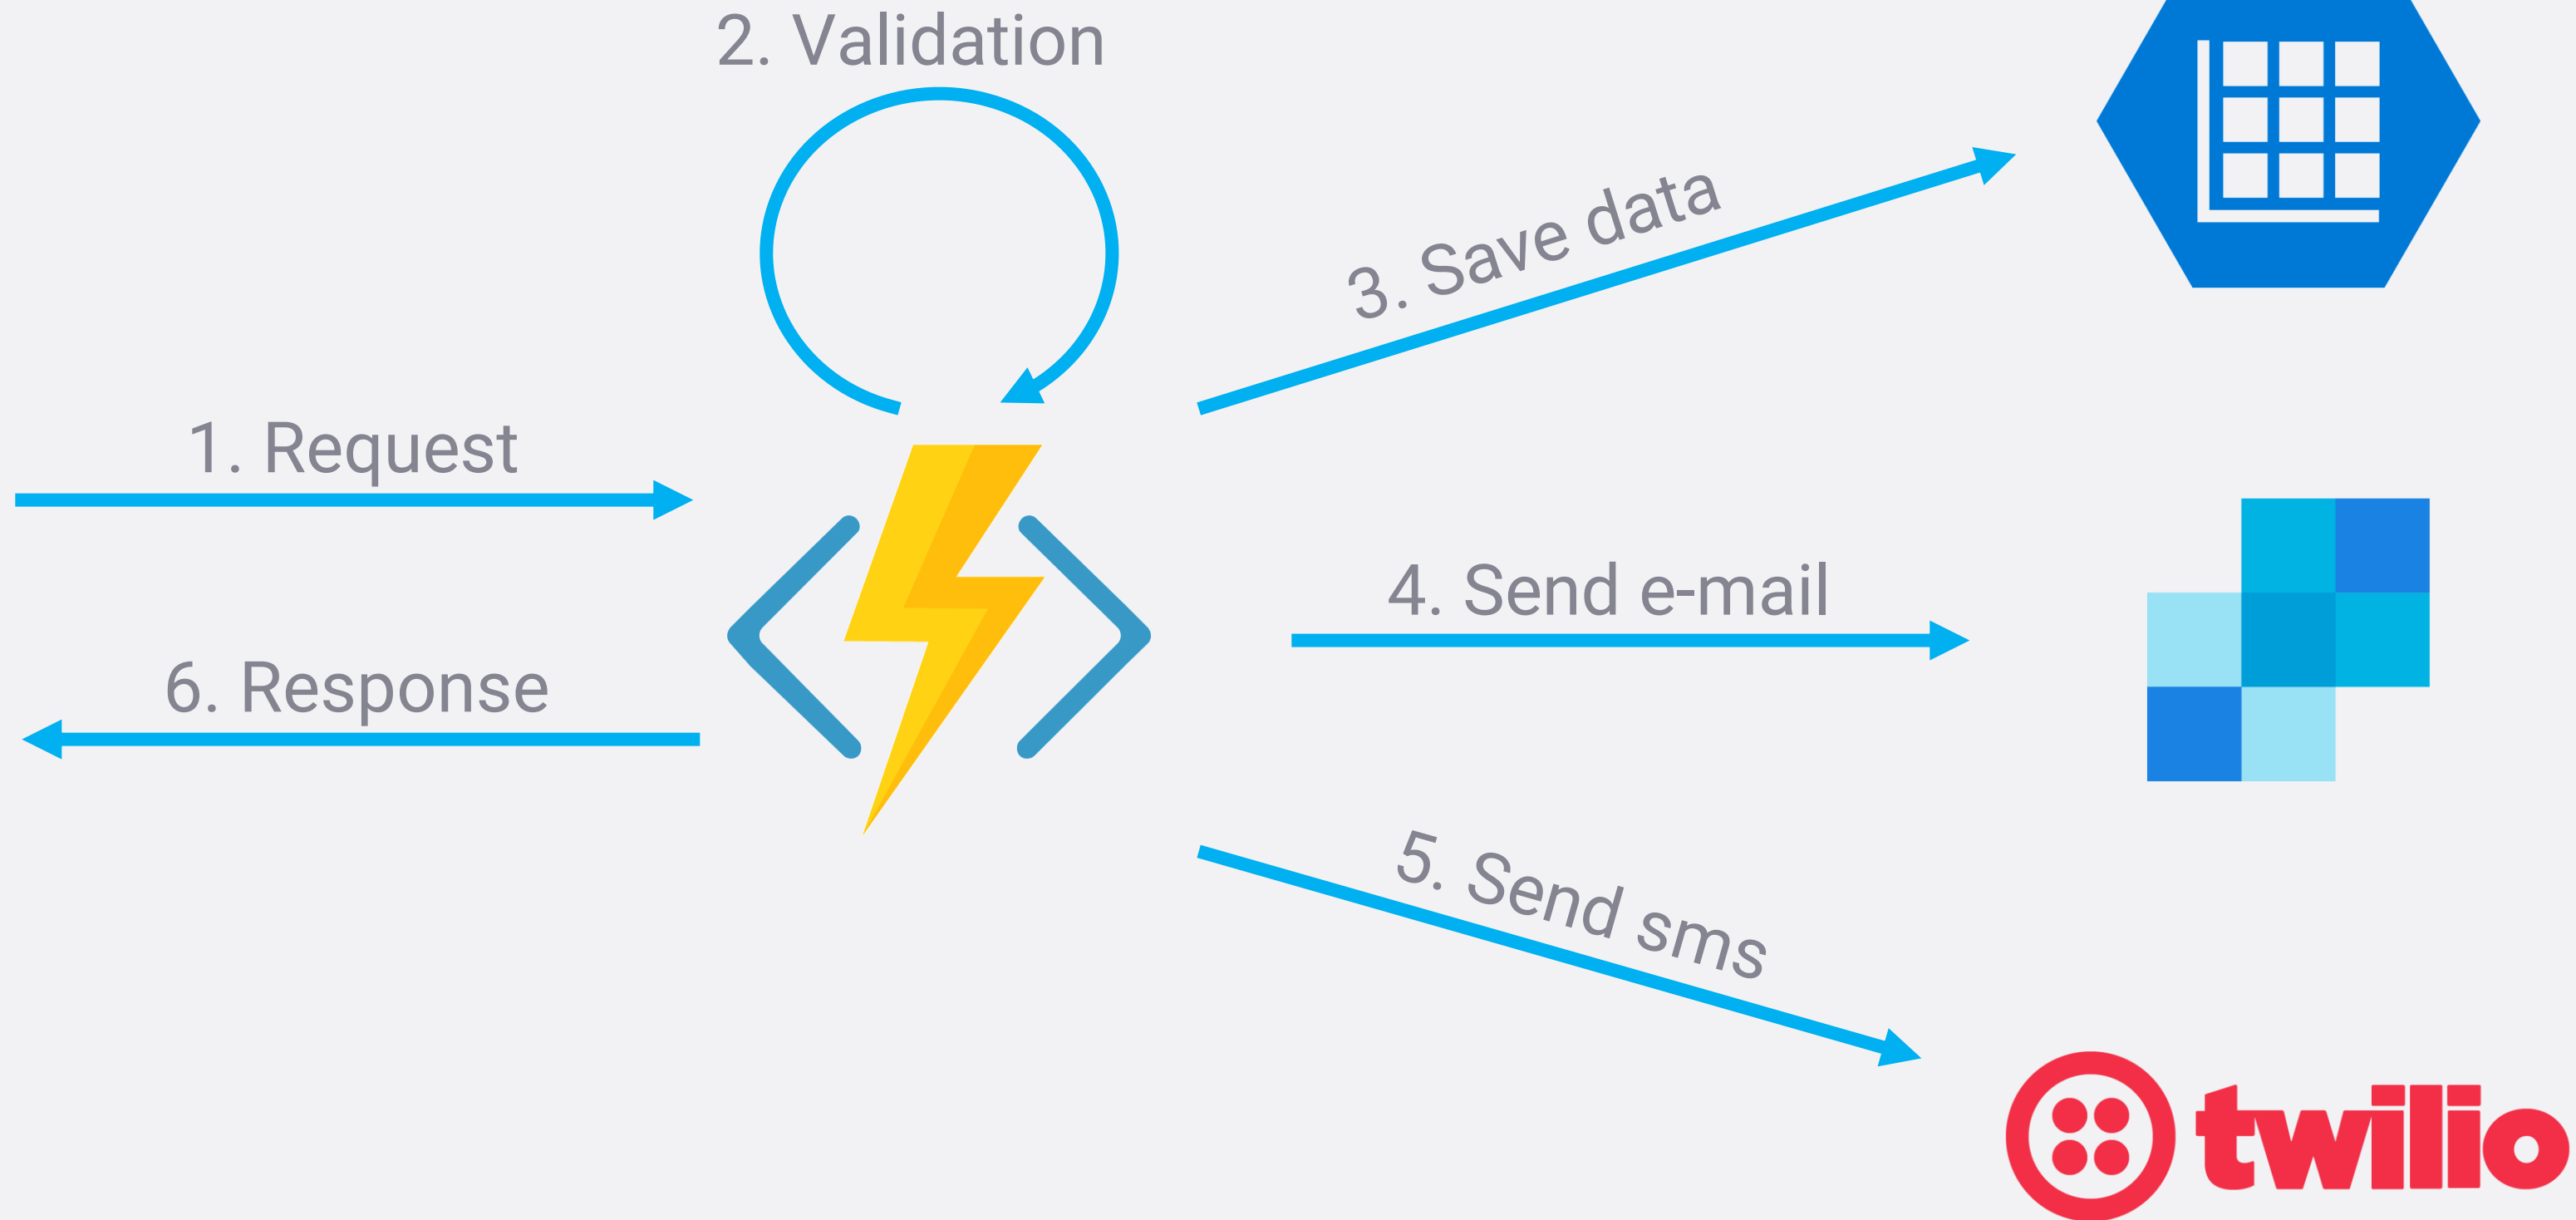 2. Validation
3. Save data
1. Request
4. Send e-mail
6. Response
5. Send sms
twilio